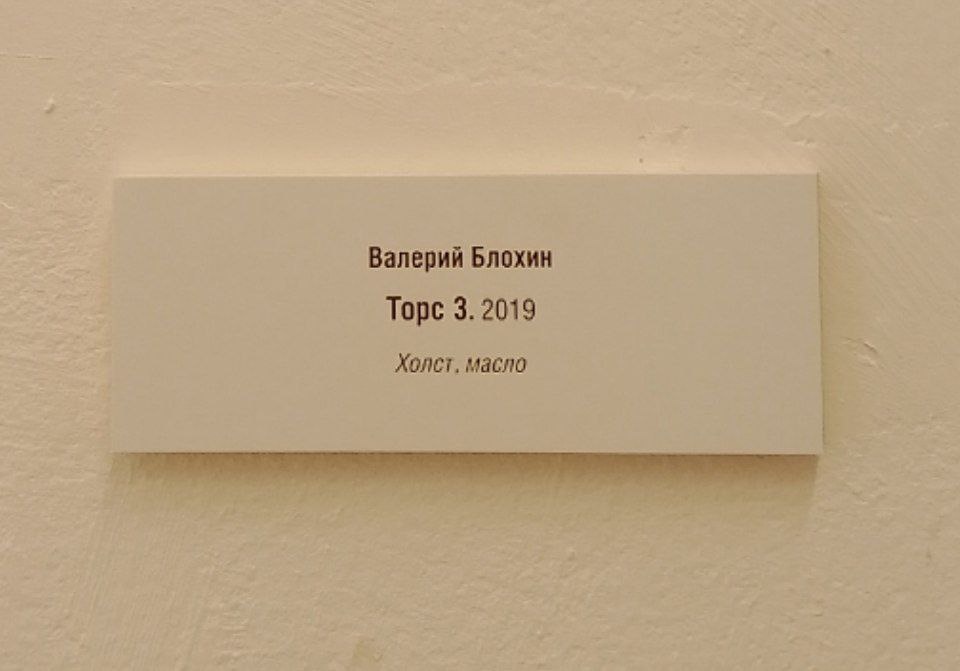 Валерий Блохин
Торс 3. 2019
Холст, масло